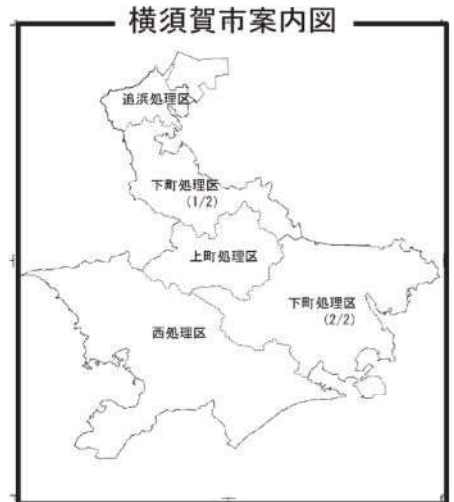 横須賀市案内図
追浜処理区
下町処理区
(1/2)
上町処理区
下町処理区
(2/2)
西処理区